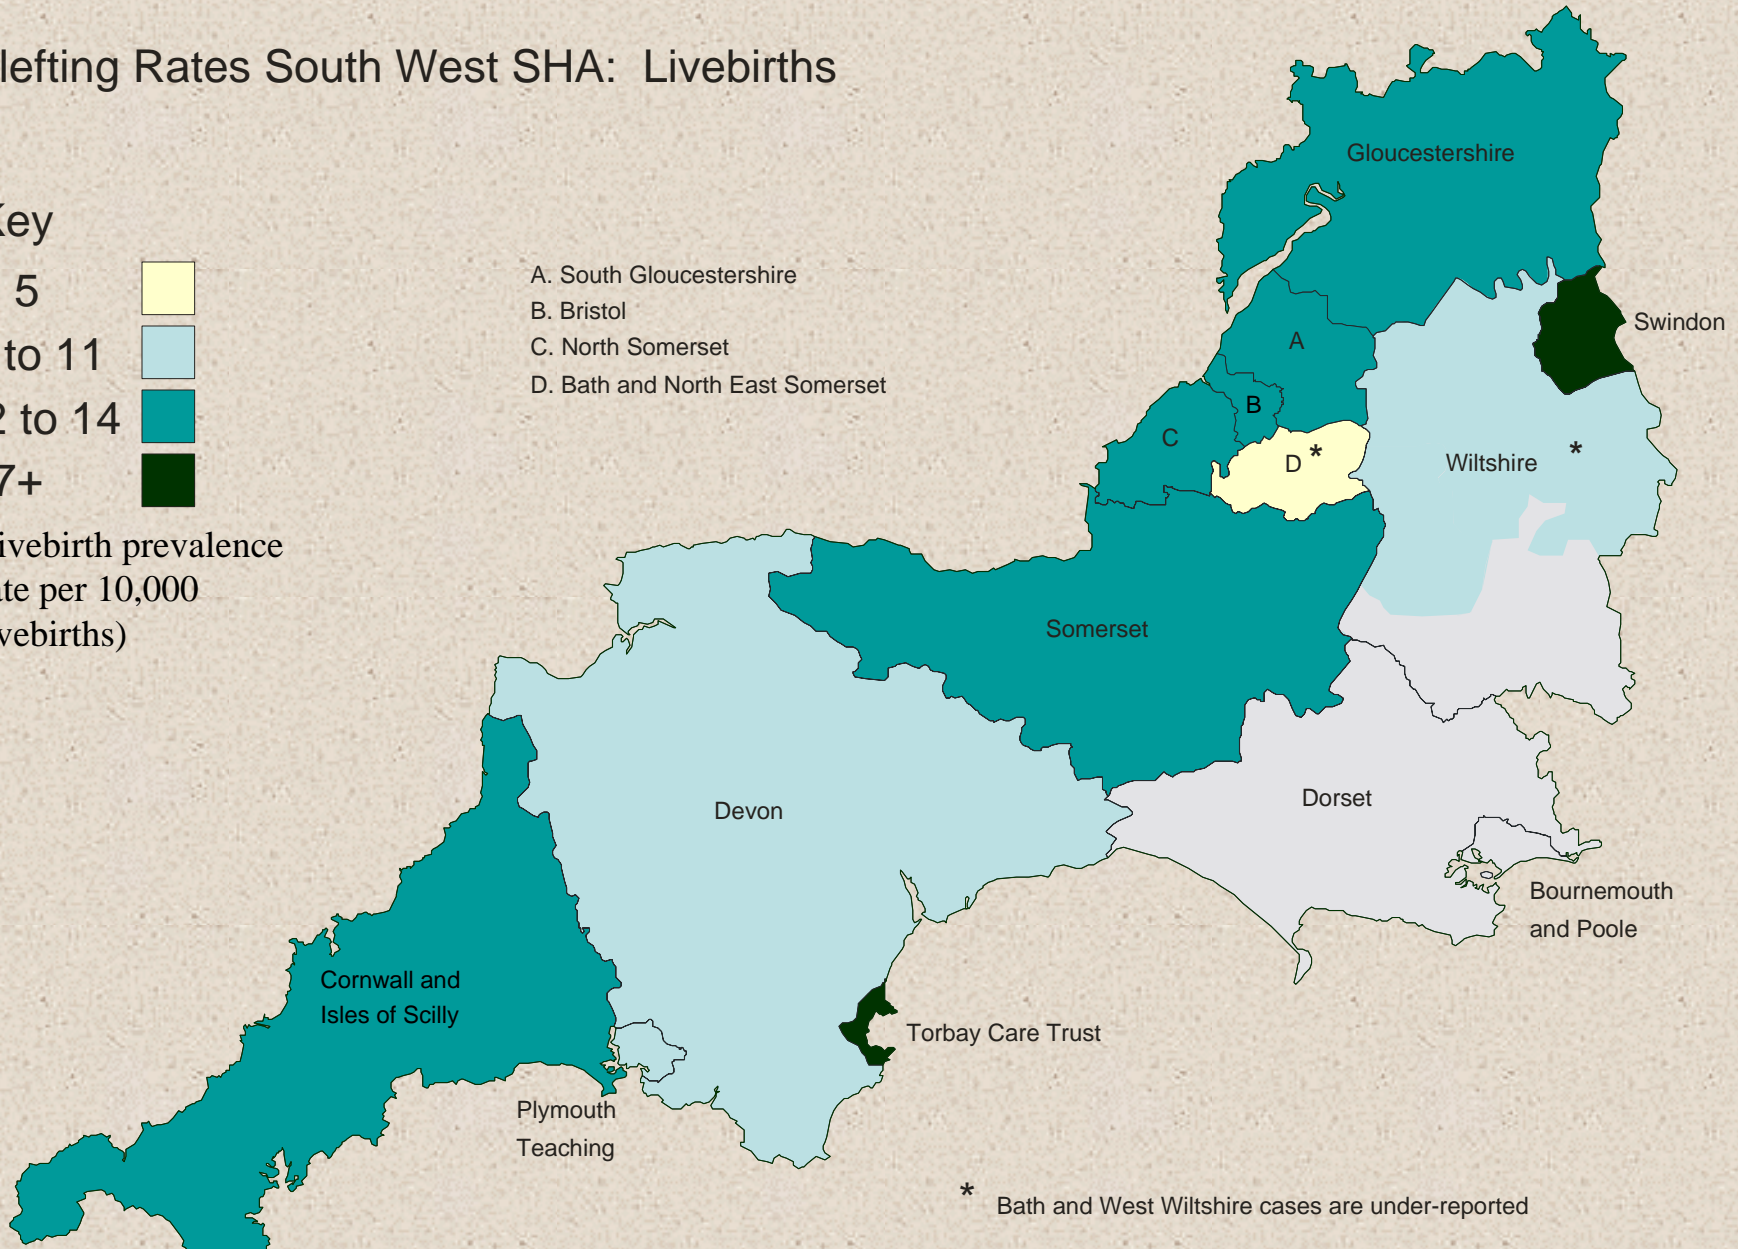 lefting Rates South West SHA: Livebirths
Key
5
to 11
2 to 14
7+
ivebirth prevalence
ate per 10,000
vebirths)
A. South Gloucestershire
B. Bristol
C. North Somerset
D. Bath and North East Somerset
Gloucestershire
Swindon
A
B
C
D *
Wiltshire *
Somerset
Devon
Dorset
Bournemouth
and Poole
Cornwall and
Isles of Scilly
Torbay Care Trust
Plymouth
Teaching
* Bath and West Wiltshire cases are under-reported